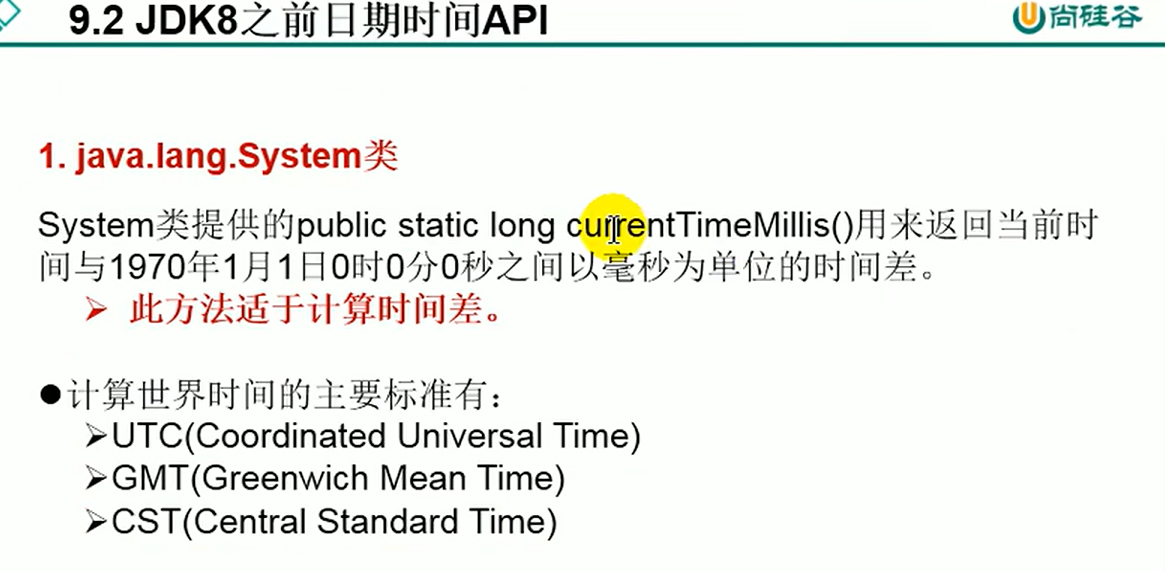 9.2 JDK8之前日期时间API
尚硅谷
1. java.lang.System类
System类提供的public static long currentTimeMillis()用来返回当前时
间与1970年1月1日0时0分0秒之间以毫秒为单位的时间差。
➢ 此方法适于计算时间差。
●计算世界时间的主要标准有：
➢UTC(Coordinated Universal Time)
➢GMT(Greenwich Mean Time)
➢CST(Central Standard Time)